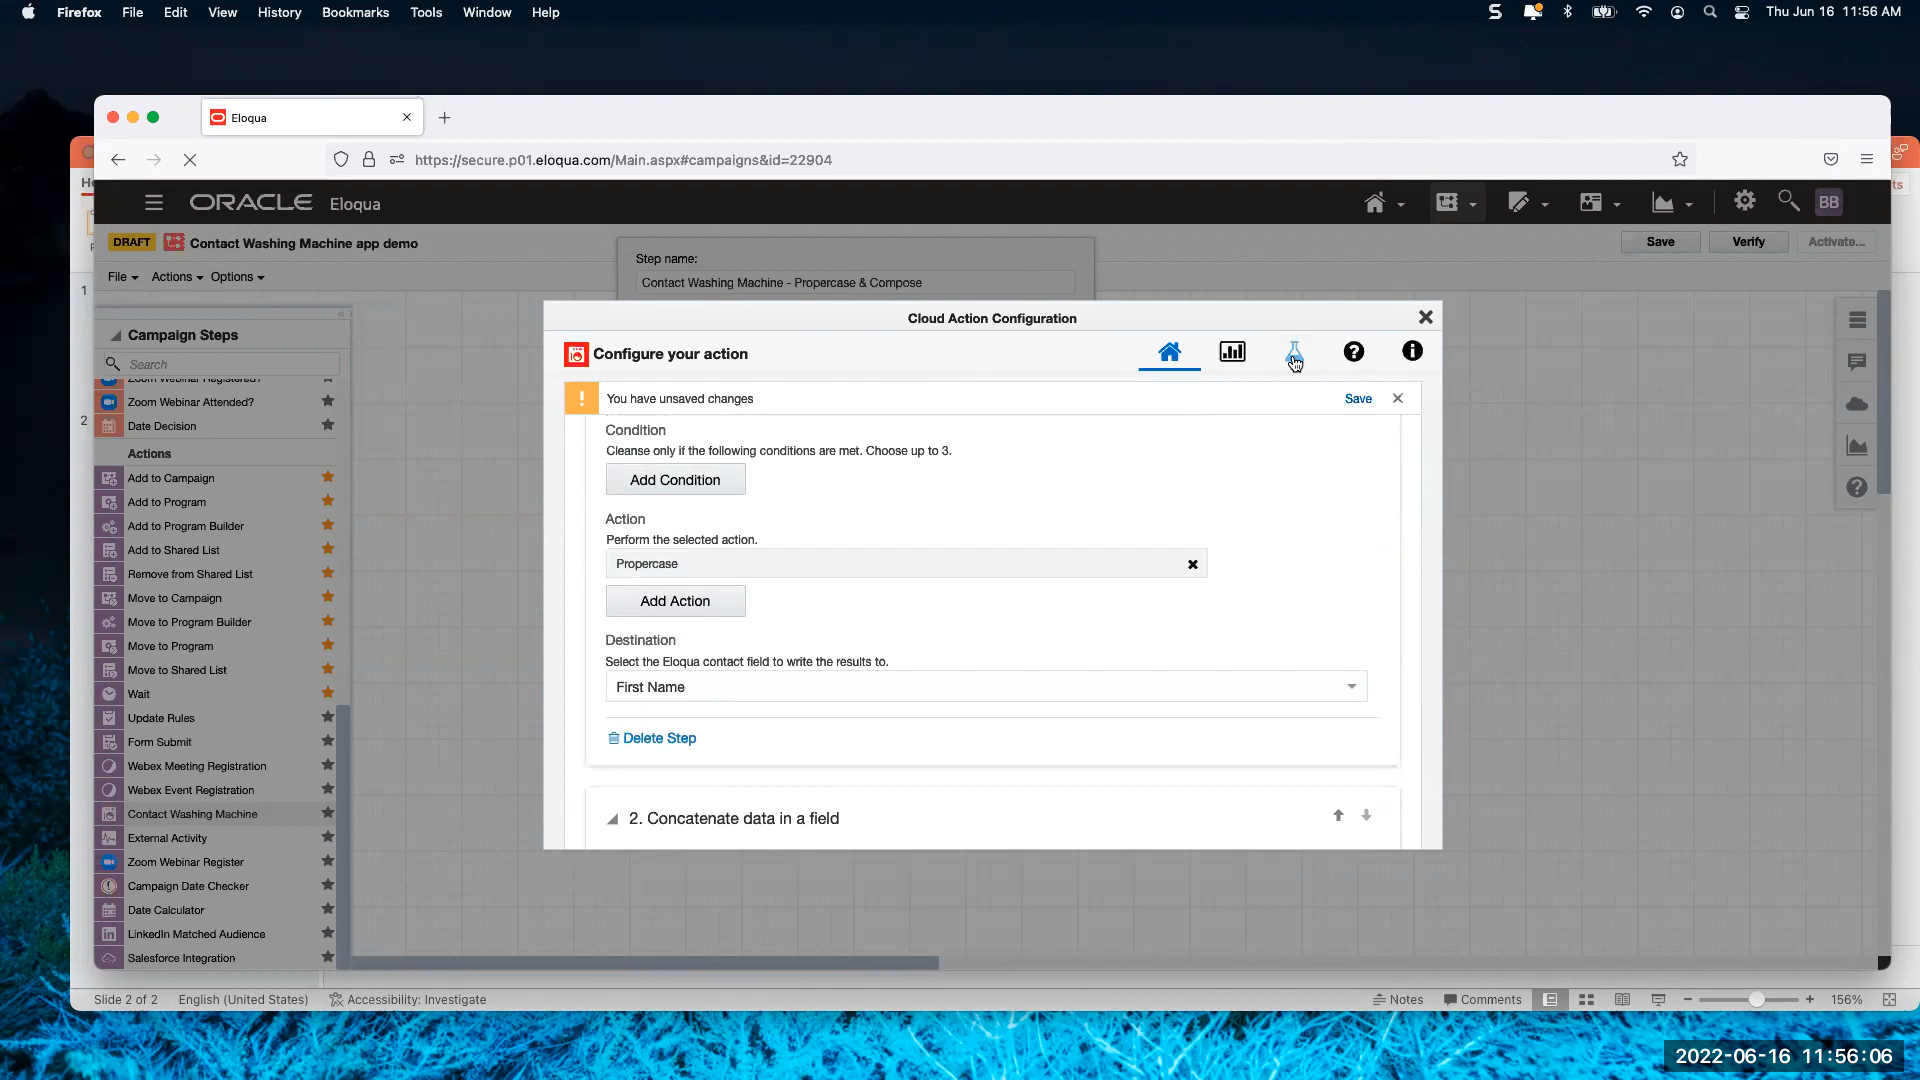 Firefox File Edit View History Bookmarks Tools Window Help
Thu Jun 16 11:56 AM
Eloqua
https://secure.p01.eloqua.com/Main.aspx#campaigns&id=22904
ORACLE Eloqua
BB
DRAFT Contact Washing Machine app demo
Save Verify Activate...
File Actions Options
Step name:
Contact Washing Machine - Propercase & Compose
1
2
Campaign Steps
Search
Zoom Webinar Registered?
Zoom Webinar Attended?
Date Decision
Actions
Add to Campaign
Add to Program
Add to Program Builder
Add to Shared List
Remove from Shared List
Move to Campaign
Move to Program Builder
Move to Program
Move to Shared List
Wait
Update Rules
Form Submit
Webex Meeting Registration
Webex Event Registration
Contact Washing Machine
External Activity
Zoom Webinar Register
Campaign Date Checker
Date Calculator
LinkedIn Matched Audience
Salesforce Integration
Cloud Action Configuration
Configure your action
You have unsaved changes
Save
Condition
Cleanse only if the following conditions are met. Choose up to 3.
Add Condition
Action
Perform the selected action.
Propercase
Add Action
Destination
Select the Eloqua contact field to write the results to.
First Name
Delete Step
2. Concatenate data in a field
Slide 2 of 2 English (United States) Accessibility: Investigate
Notes Comments 156%
2022-06-16 11:56:06